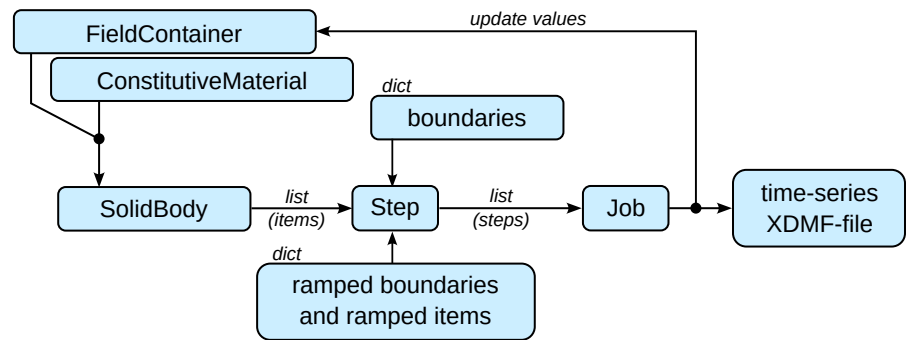 update values
FieldContainer
ConstitutiveMaterial
dict
boundaries
SolidBody
list
(items)
Step
list
(steps)
Job
time-series
XDMF-file
dict
ramped boundaries
and ramped items